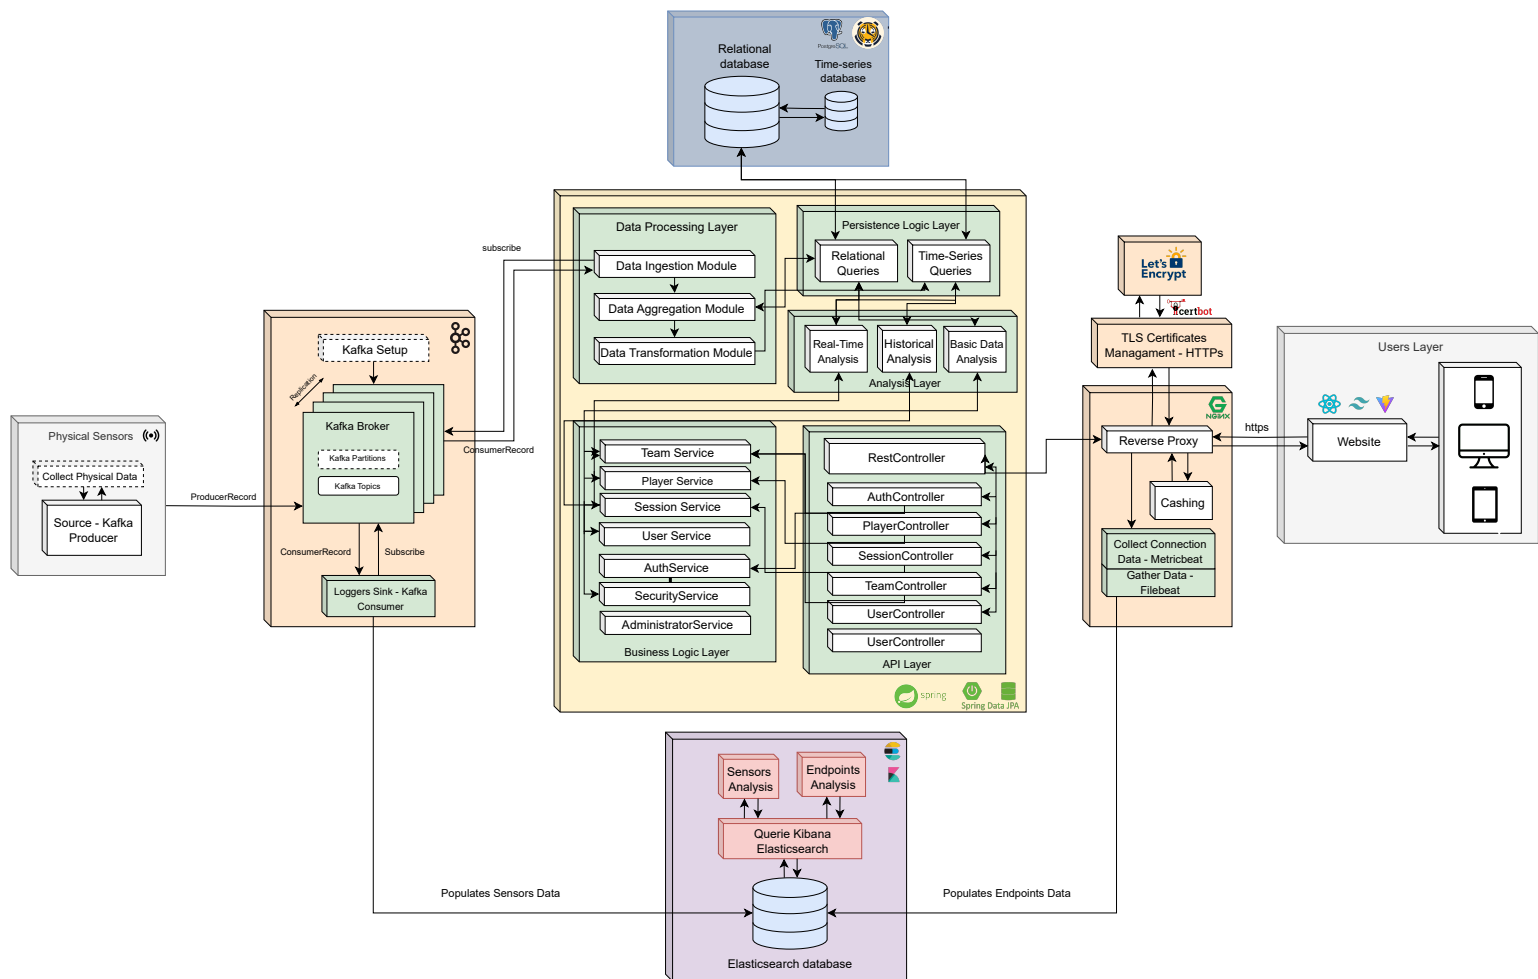 PostgreSQL
Relational
database
Time-series
database
Data Processing Layer
Data Ingestion Module
Data Aggregation Module
Data Transformation Module
Persistence Logic Layer
Relational
Queries
Time-Series
Queries
Real-Time
Analysis
Historical
Analysis
Basic Data
Analysis
Analysis Layer
subscribe
ConsumerRecord
Kafka Setup
Replication
Kafka Broker
Kafka Partitions
Kafka Topics
ConsumerRecord
Subscribe
Loggers Sink - Kafka
Consumer
Physical Sensors
Collect Physical Data
Source - Kafka
Producer
ProducerRecord
Team Service
Player Service
Session Service
User Service
AuthService
SecurityService
AdministratorService
Business Logic Layer
RestController
AuthController
PlayerController
SessionController
TeamController
UserController
UserController
API Layer
spring
Spring Data JPA
Let's
Encrypt
certbot
TLS Certificates
Managament - HTTPs
NGINX
Reverse Proxy
Cashing
Collect Connection
Data - Metricbeat
Gather Data -
Filebeat
https
Users Layer
Website
Sensors
Analysis
Endpoints
Analysis
Querie Kibana
Elasticsearch
Elasticsearch database
Populates Sensors Data
Populates Endpoints Data